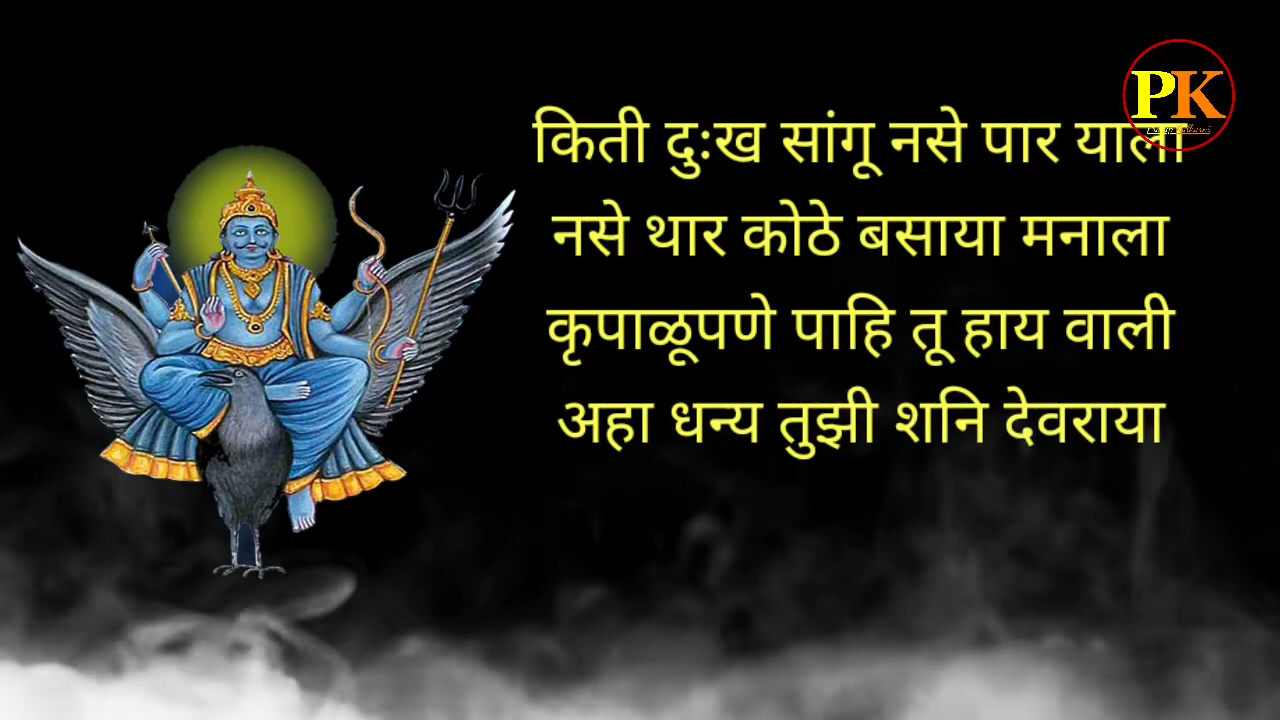 PK
किती दुःख सांगू नसे पार याला
नसे थार कोठे बसाया मनाला
कृपाळूपणे पाहि तू हाय वाली
अहा धन्य तुझी शनि देवराया